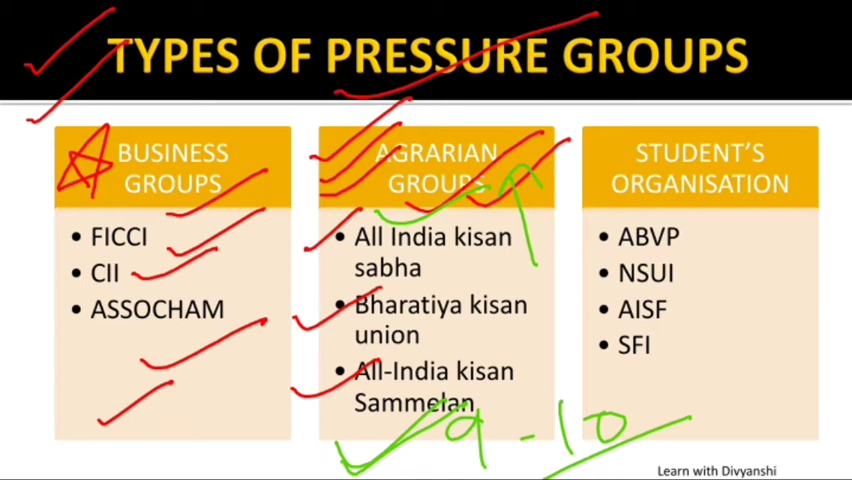 TYPES OF PRESSURE GROUPS
BUSINESS
GROUPS
• FICCI
• CII
• ASSOCHAM
AGRARIAN
GROUPS
• All India kisan
sabha
• Bharatiya kisan
union
• All-India kisan
Sammelan
STUDENT'S
ORGANISATION
• ABVP
• NSUI
• AISF
• SFI
9-10
Learn with Divyanshi